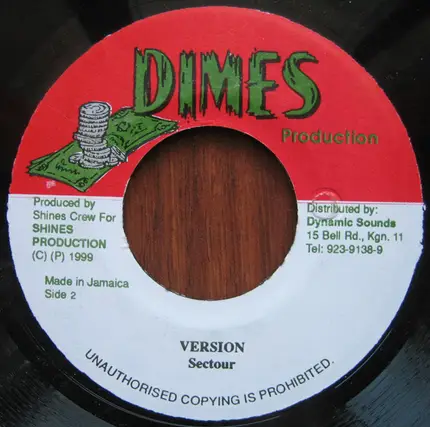 DIMES
Production
Produced by
Shines Crew For
SHINES
PRODUCTION
(C) (P) 1999
Made in Jamaica
Side 2
Distributed by:
Dynamic Sounds
15 Bell Rd., Kgn. 11
Tel: 923-9138-9
VERSION
Sectour
UNAUTHORISED COPYING IS PROHIBITED.